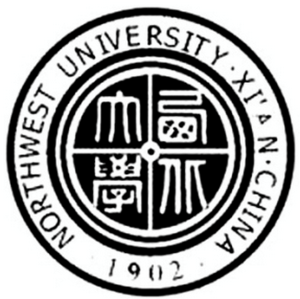 NORTHWEST UNIVERSITY·XI'AN·CHINA
西北
大學
·1902·